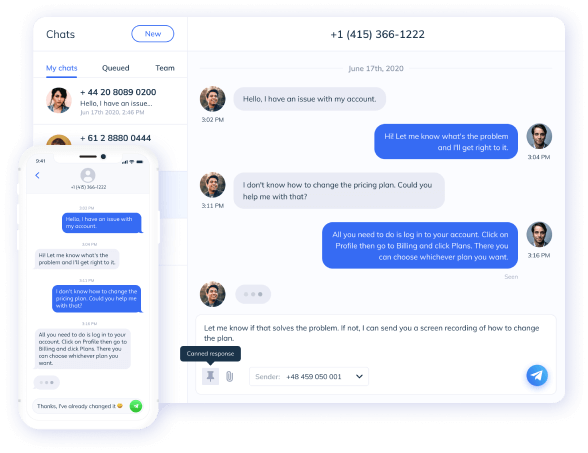 Chats
New
My chats
Queued
Team
+ 44 20 8089 0200
Hello, I have an issue...
Jun 17th 2020, 2:46 PM
+ 61 2 8880 0444
+1 (415) 366-1222
June 17th, 2020
Hello, I have an issue with my account.
3:02 PM
Hi! Let me know what's the problem
and I'll get right to it.
3:04 PM
I don't know how to change the pricing plan. Could you
help me with that?
3:11 PM
All you need to do is log in to your account. Click on
Profile then go to Billing and click Plans. There you
can choose whichever plan you want.
3:16 PM
Seen
Let me know if that solves the problem. If not, I can send you a screen recording of how to change
the plan.
Canned response
Sender: +48 459 050 001
9:41
+1 (415) 366-1222
3:02 PM
Hello, I have an issue with
my account.
3:04 PM
Hi! Let me know what's the
problem and I'll get right to it.
3:11 PM
I don't know how to change the
pricing plan. Could you help me
with that?
3:16 PM
All you need to do is log in to your
account. Click on Profile then go to
Billing and click Plans. There you
can choose whichever plan you
want.
Thanks, I've already changed it 😄